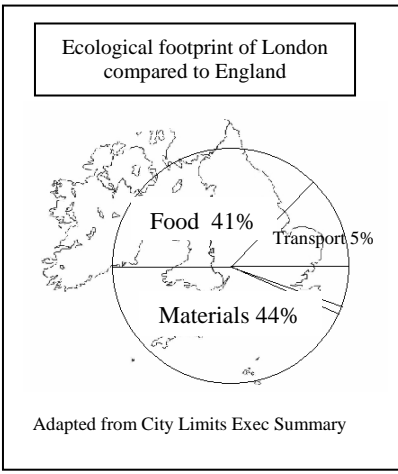 Ecological footprint of London
compared to England
Food 41%
Transport 5%
Materials 44%
Adapted from City Limits Exec Summary